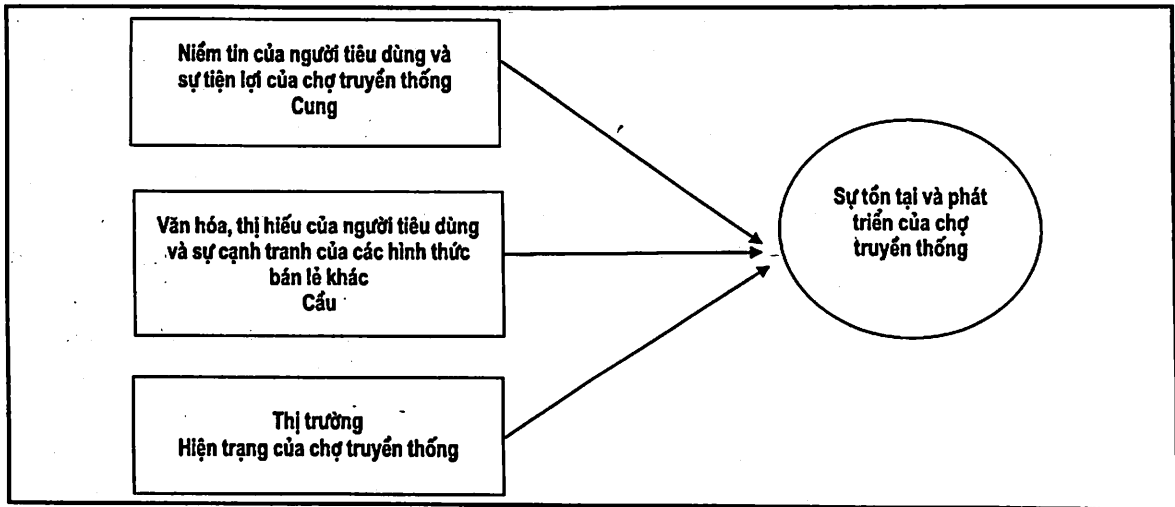 Niềm tin của người tiêu dùng và
sự tiện lợi của chợ truyền thống
Cung
Văn hóa, thị hiếu của người tiêu dùng
và sự cạnh tranh của các hình thức
bán lẻ khác
Cầu
Thị trường
Hiện trạng của chợ truyền thống
Sự tồn tại và phát
triển của chợ
truyền thống